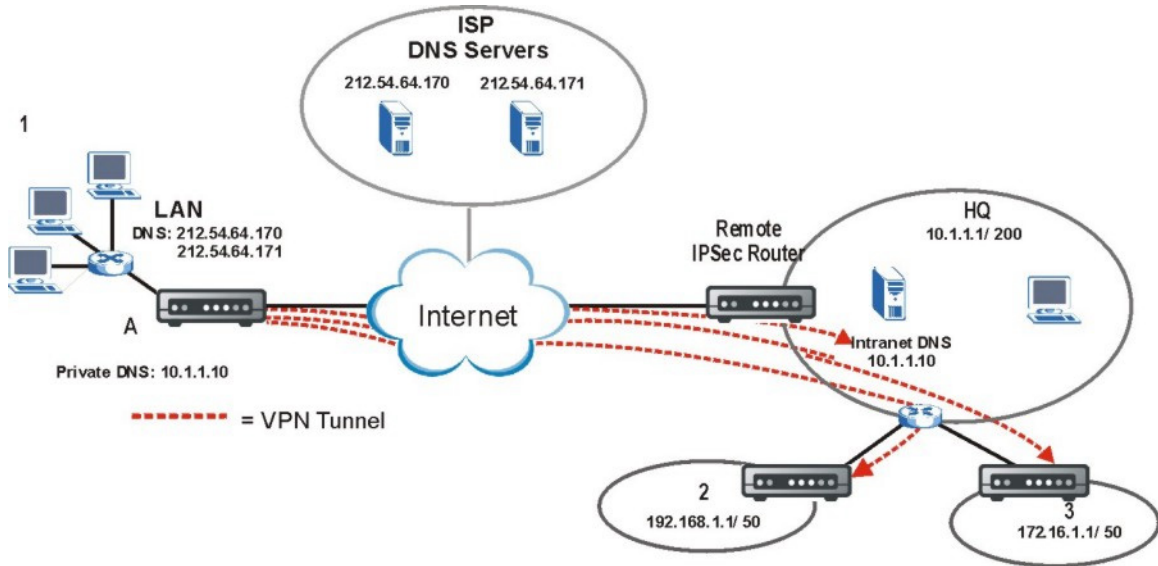 ISP
DNS Servers
212.54.64.170
212.54.64.171
1
LAN
DNS: 212.54.64.170
212.54.64.171
A
Private DNS: 10.1.1.10
= VPN Tunnel
Internet
Remote
IPSec Router
HQ
10.1.1.1/ 200
Intranet DNS
10.1.1.10
2
192.168.1.1/ 50
3
172.16.1.1/ 50